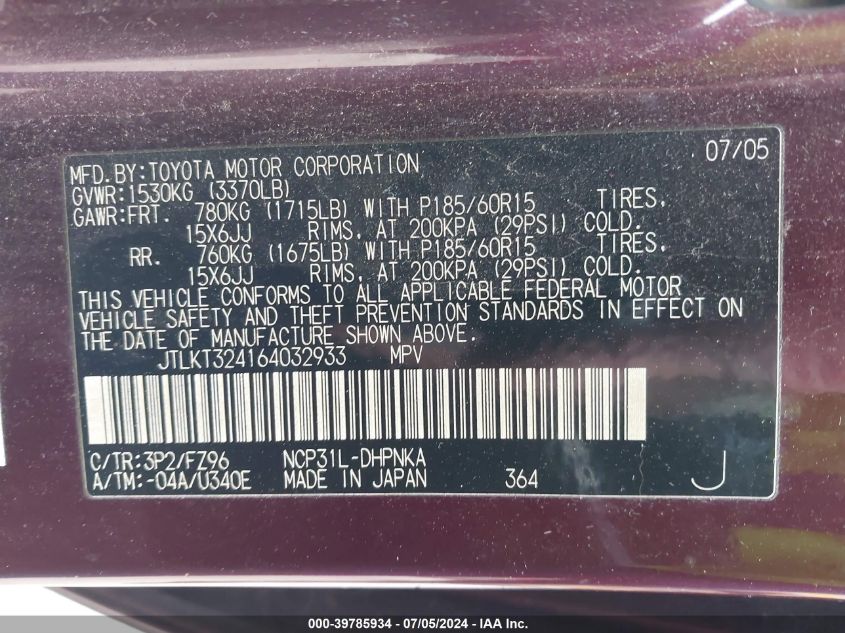 07/05
MFD.BY:TOYOTA MOTOR CORPORATION
GVWR:1530KG (3370LB)
GAWR:FRT. 780KG (1715LB) WITH P185/60R15 TIRES.
15X6JJ RIMS. AT 200KPA (29PSI) COLD.
RR. 760KG (1675LB) WITH P185/60R15 TIRES.
15X6JJ RIMS. AT 200KPA (29PSI) COLD.
THIS VEHICLE CONFORMS TO ALL APPLICABLE FEDERAL MOTOR
VEHICLE SAFETY AND THEFT PREVENTION STANDARDS IN EFFECT ON
THE DATE OF MANUFACTURE SHOWN ABOVE.
JTLKT324164032933 MPV
C/TR:3P2/FZ96 NCP31L-DHPNKA
A/TM:-04A/U340E MADE IN JAPAN 364 J
000-39785934 - 07/05/2024 - IAAI.com - Copyright IAA, Inc.